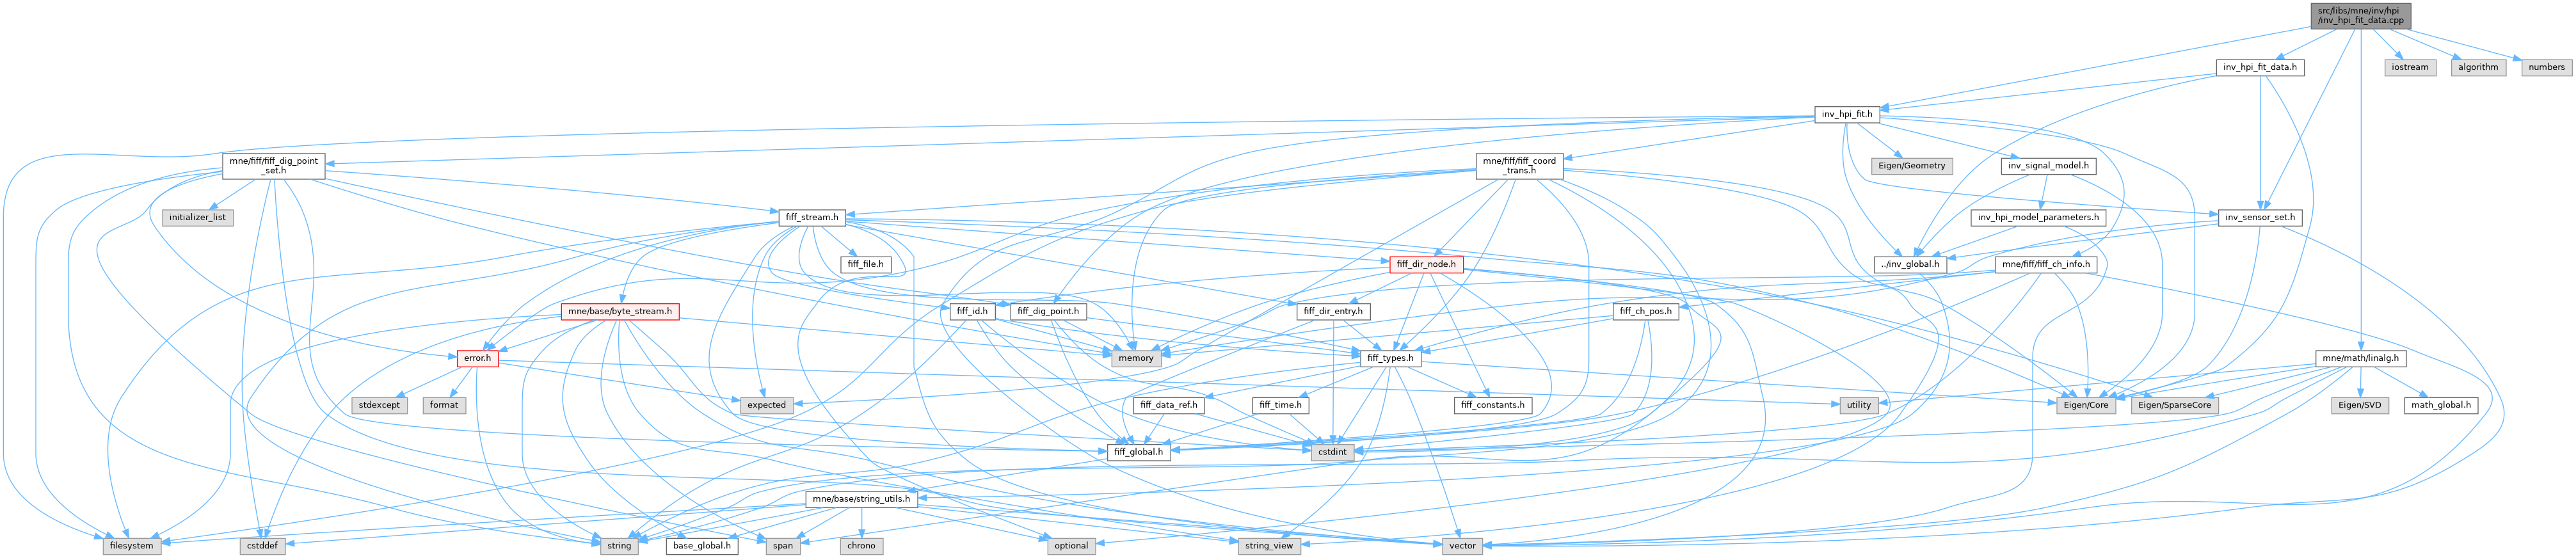 src/libs/mne/inv/hpi
/inv_hpi_fit_data.cpp
inv_hpi_fit_data.h
iostream
algorithm
numbers
inv_hpi_fit.h
mne/fiff/fiff_dig_point
_set.h
mne/fiff/fiff_coord
_trans.h
Eigen/Geometry
inv_signal_model.h
initializer_list
fiff_stream.h
inv_hpi_model_parameters.h
inv_sensor_set.h
fiff_file.h
fiff_dir_node.h
../inv_global.h
mne/fiff/fiff_ch_info.h
mne/base/byte_stream.h
fiff_id.h
fiff_dig_point.h
fiff_dir_entry.h
fiff_ch_pos.h
error.h
memory
fiff_types.h
mne/math/linalg.h
stdexcept
format
expected
fiff_data_ref.h
fiff_time.h
fiff_constants.h
utility
Eigen/Core
Eigen/SparseCore
Eigen/SVD
math_global.h
fiff_global.h
cstdint
mne/base/string_utils.h
filesystem
cstddef
string
base_global.h
span
chrono
optional
string_view
vector